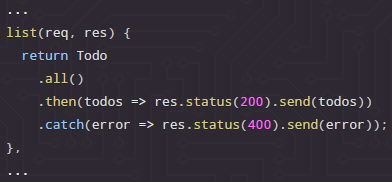 ...
list(req, res) {
  return Todo
    .all()
    .then(todos => res.status(200).send(todos))
    .catch(error => res.status(400).send(error));
},
...